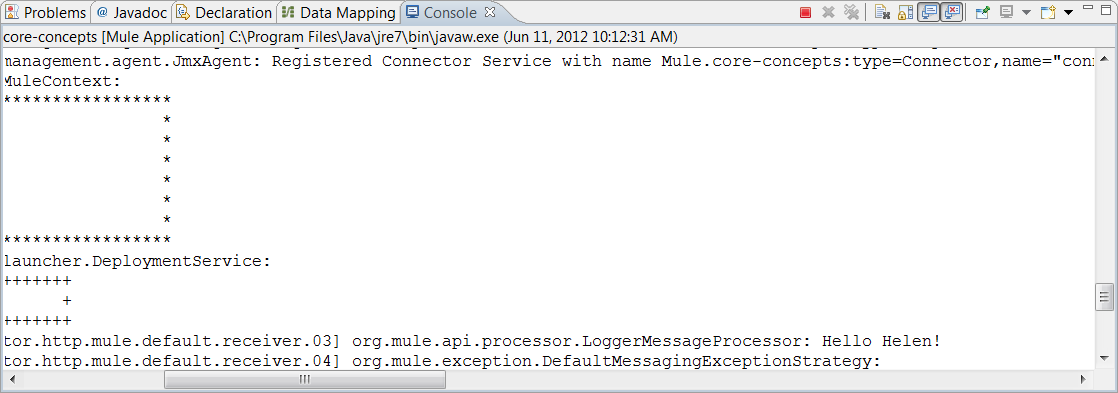 Problems @ Javadoc Declaration Data Mapping Console
core-concepts [Mule Application] C:\Program Files\Java\jre7\bin\javaw.exe (Jun 11, 2012 10:12:31 AM)
management.agent.JmxAgent: Registered Connector Service with name Mule.core-concepts:type=Connector,name="con
MuleContext:
*****************
*
*
*
*
*
*
*****************
launcher.DeploymentService:
+++++++
+
+++++++
tor.http.mule.default.receiver.03] org.mule.api.processor.LoggerMessageProcessor: Hello Helen!
tor.http.mule.default.receiver.04] org.mule.exception.DefaultMessagingExceptionStrategy: